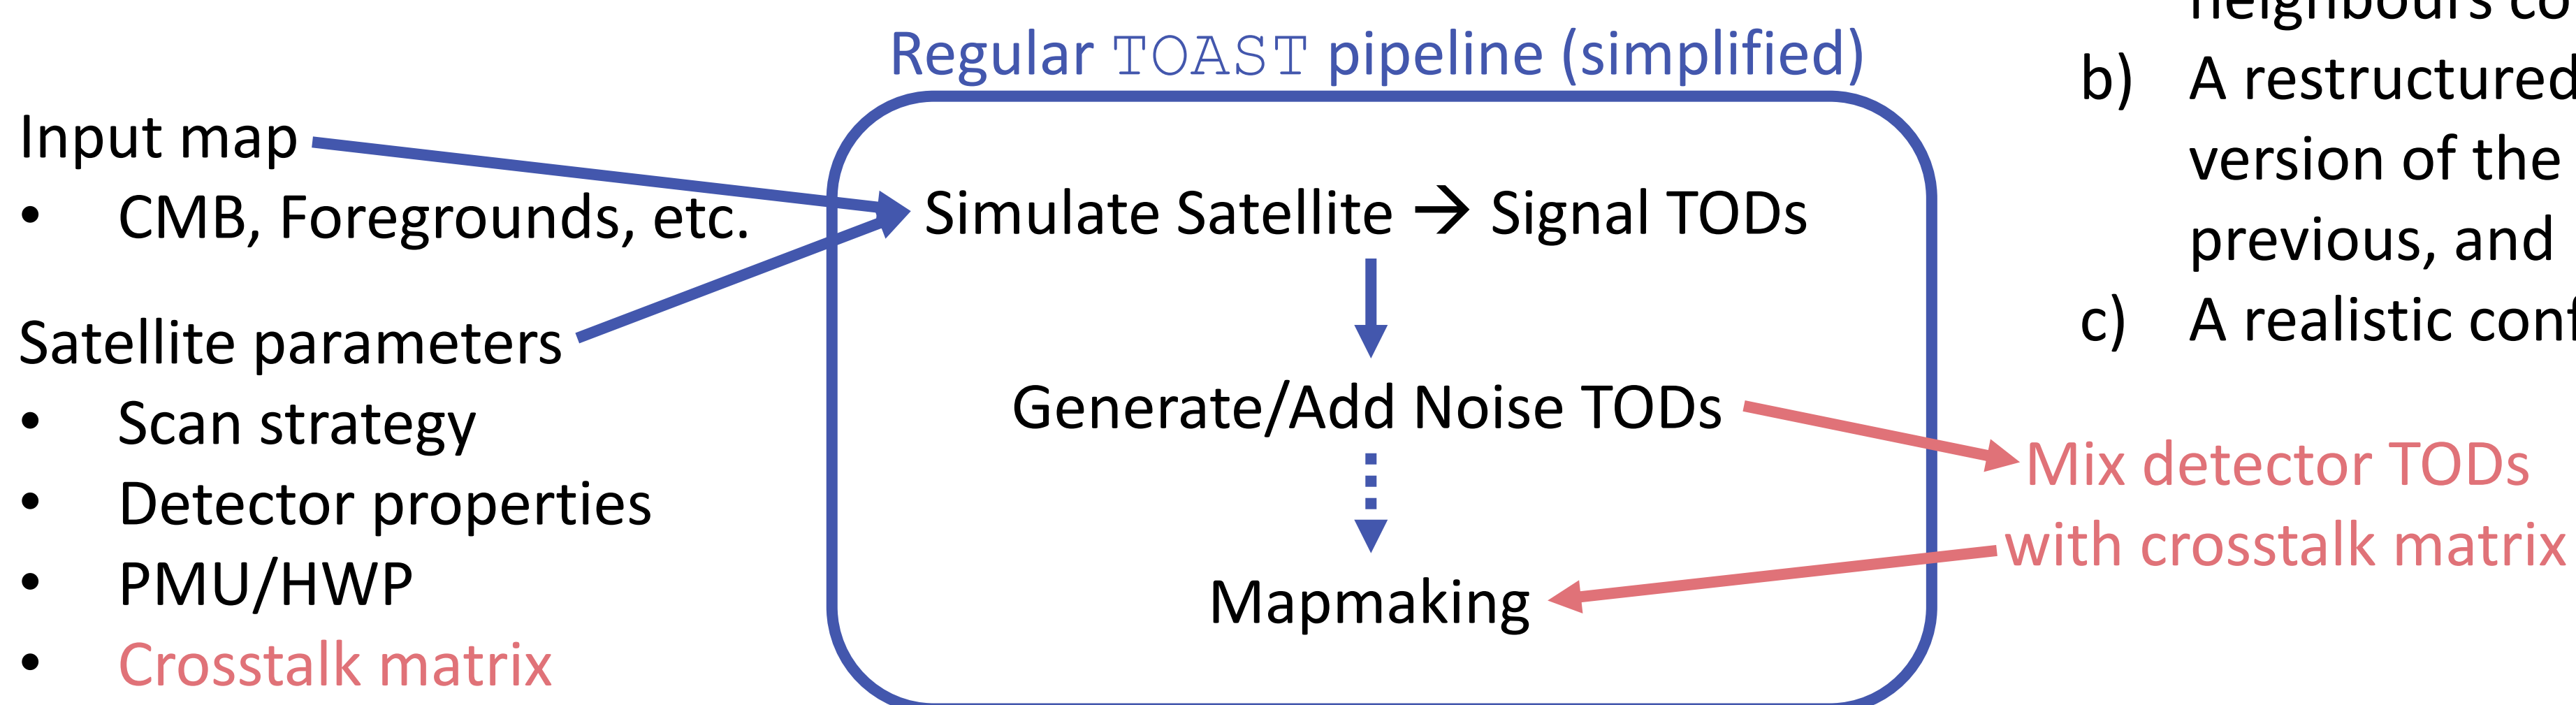 Regular TOAST pipeline (simplified)
Input map
• CMB, Foregrounds, etc.
Satellite parameters
• Scan strategy
• Detector properties
• PMU/HWP
• Crosstalk matrix
Simulate Satellite → Signal TODs
Generate/Add Noise TODs
Mapmaking
Mix detector TODs
with crosstalk matrix
neighbours
b) A restructured
version of the
previous, and
c) A realistic